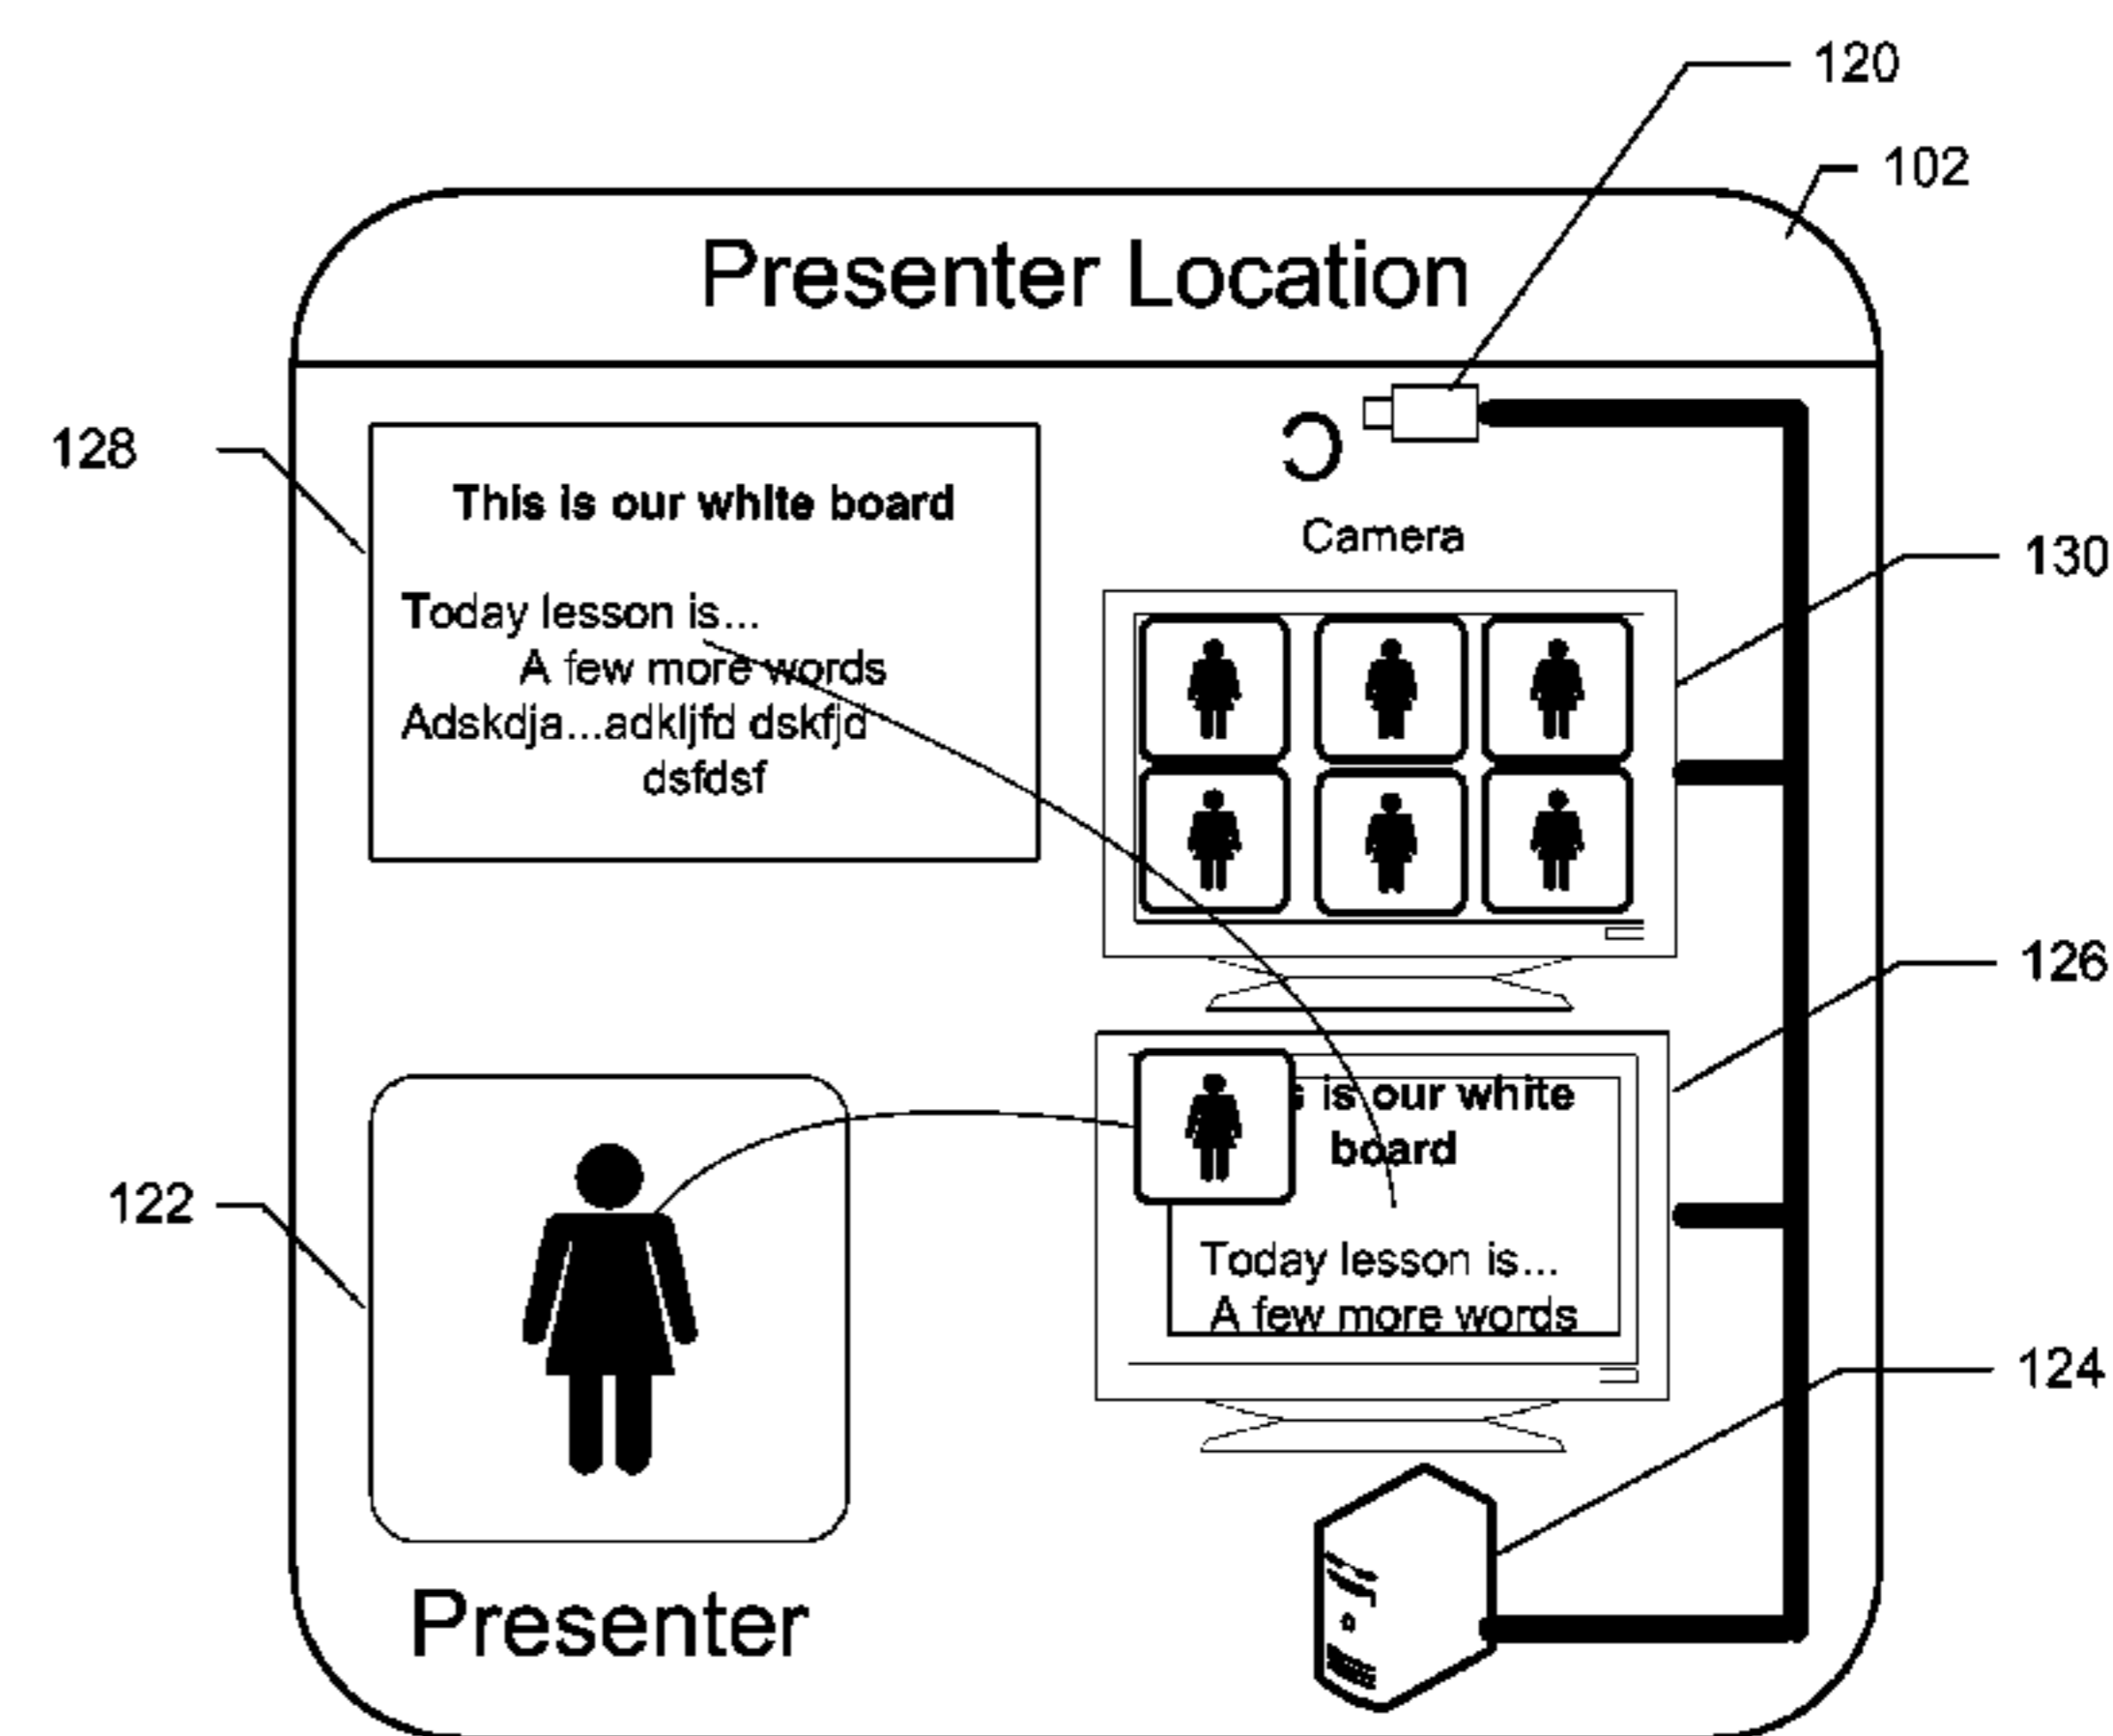 120
102
Presenter Location
128
This is our white board
Camera
130
Today lesson is...
A few more words
Adskdja...adkljfd dskfjd
dsfdsf
126
is our white
board
122
Today lesson is...
A few more words
124
Presenter